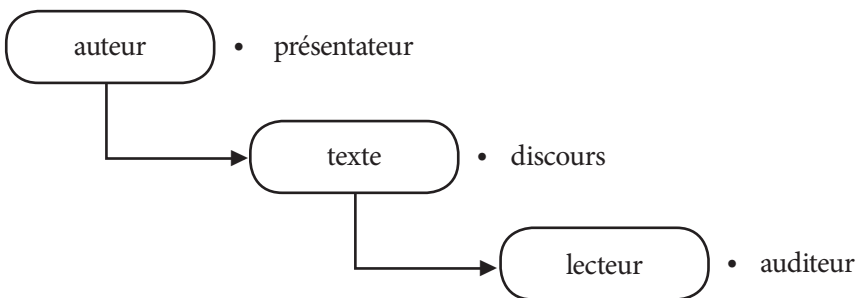 auteur • présentateur
texte • discours
lecteur • auditeur